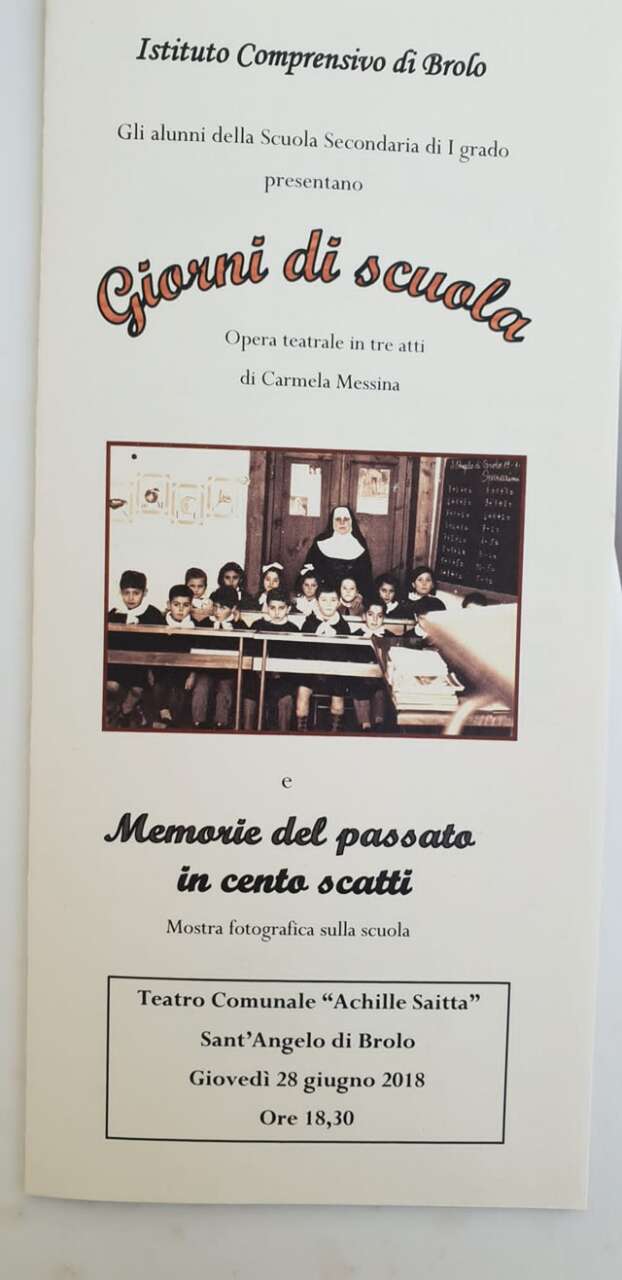 Istituto Comprensivo di Brolo
Gli alunni della Scuola Secondaria di I grado
presentano
Giorni di scuola
Opera teatrale in tre atti
di Carmela Messina
e
Memorie del passato
in cento scatti
Mostra fotografica sulla scuola
Teatro Comunale “Achille Saitta”
Sant’Angelo di Brolo
Giovedì 28 giugno 2018
Ore 18,30